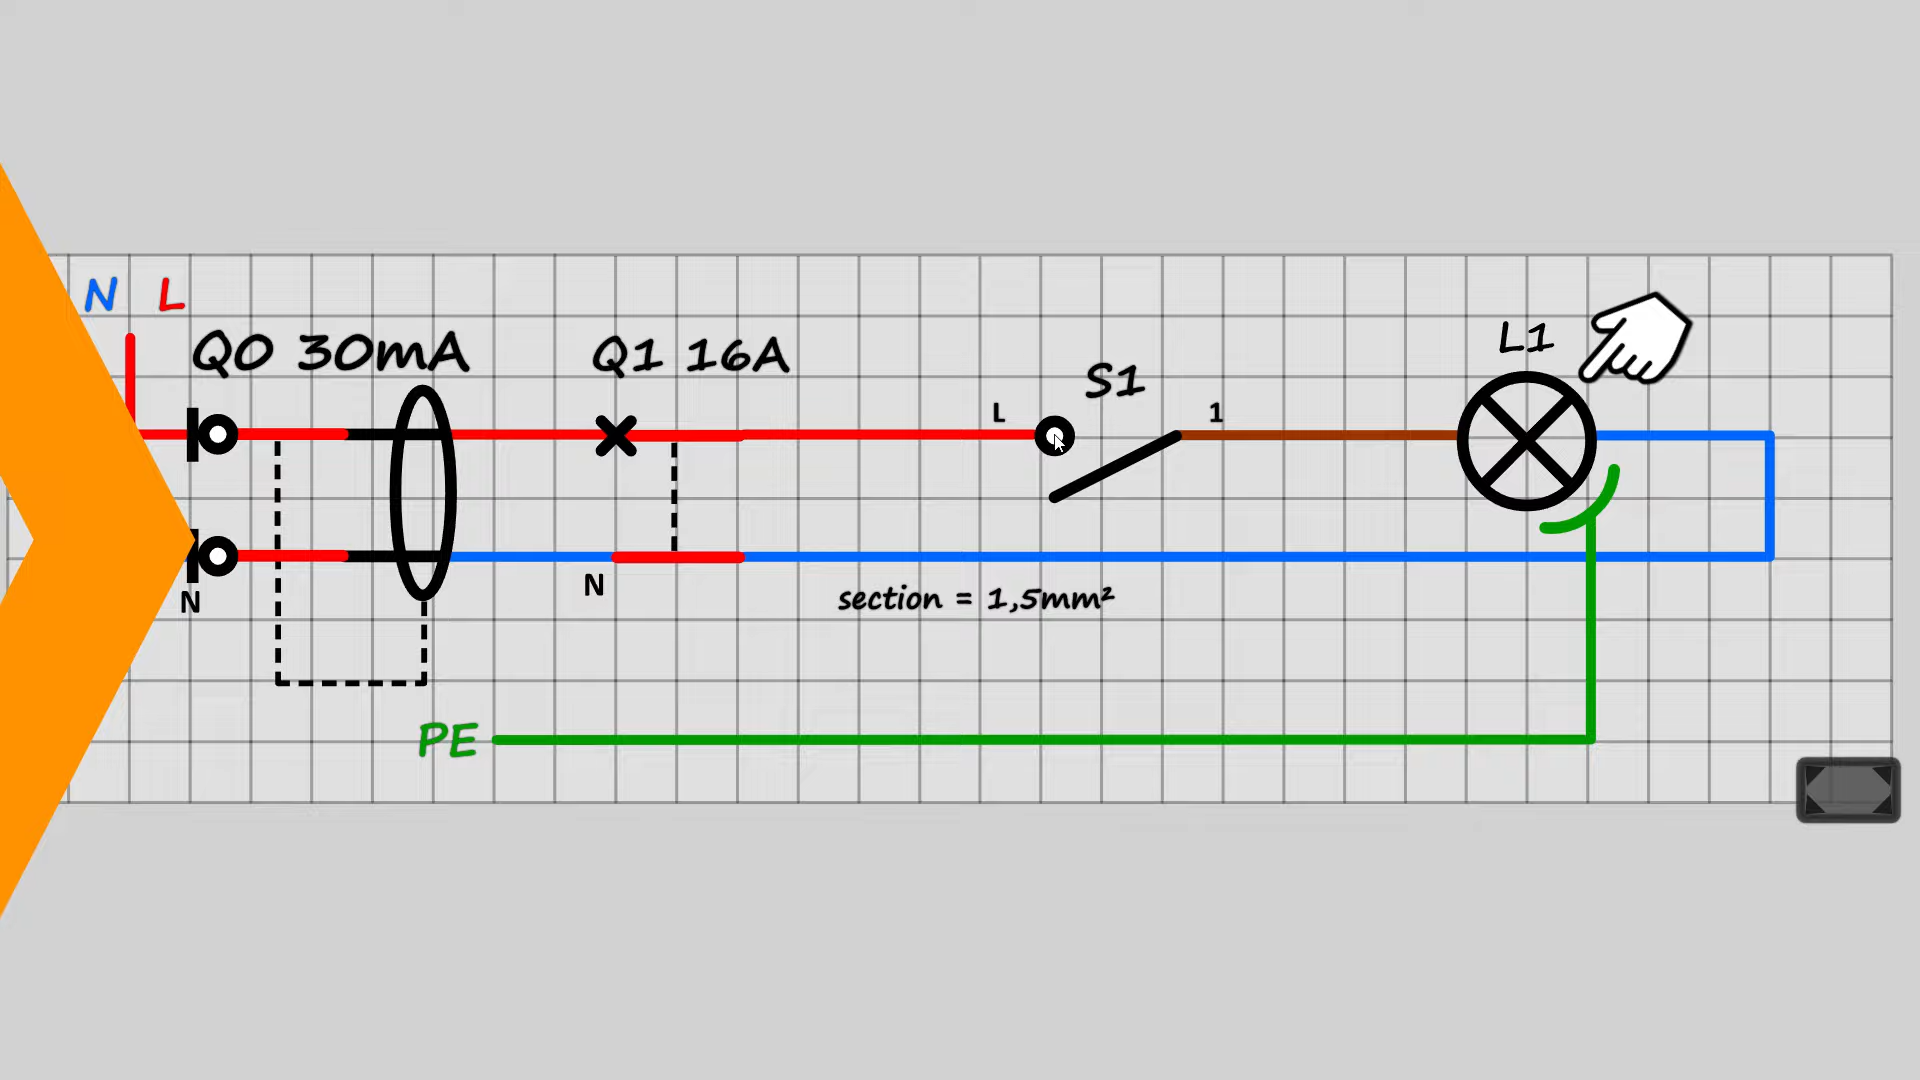 N L
Q0 30mA
Q1 16A
L1
S1
L
1
N
N
section = 1,5mm²
PE